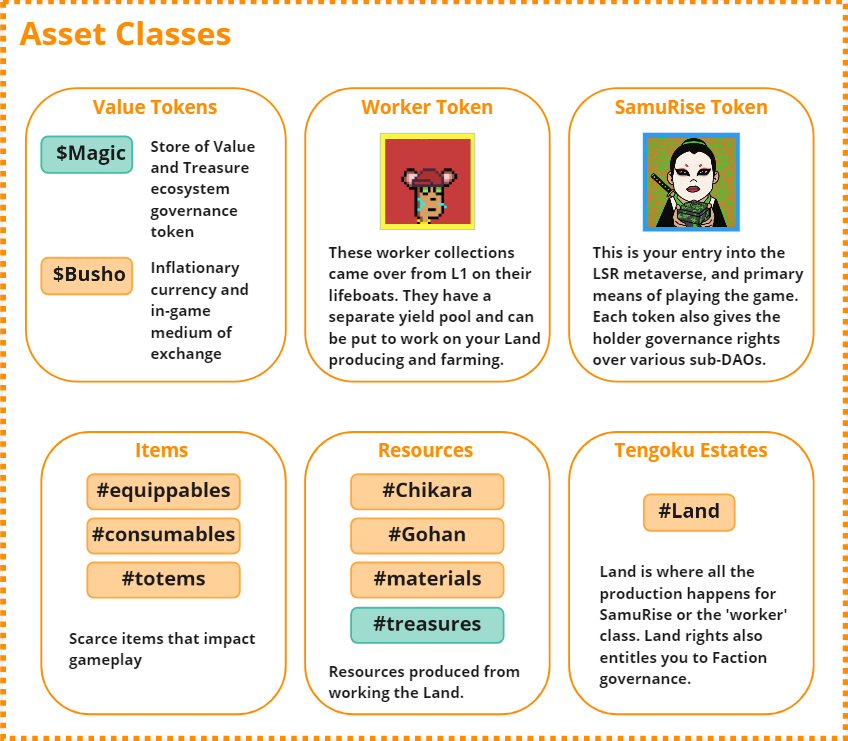 Asset Classes
Value Tokens
$Magic
Store of Value
and Treasure
ecosystem
governance
token
$Busho
Inflationary
currency and
in-game
medium of
exchange
Worker Token
These worker collections
came over from L1 on their
lifeboats. They have a
separate yield pool and can
be put to work on your Land
producing and farming.
SamuRise Token
This is your entry into the
LSR metaverse, and primary
means of playing the game.
Each token also gives the
holder governance rights
over various sub-DAOs.
Items
#equippables
#consumables
#totems
Scarce items that impact
gameplay
Resources
#Chikara
#Gohan
#materials
#treasures
Resources produced from
working the Land.
Tengoku Estates
#Land
Land is where all the
production happens for
SamuRise or the 'worker'
class. Land rights also
entitles you to Faction
governance.